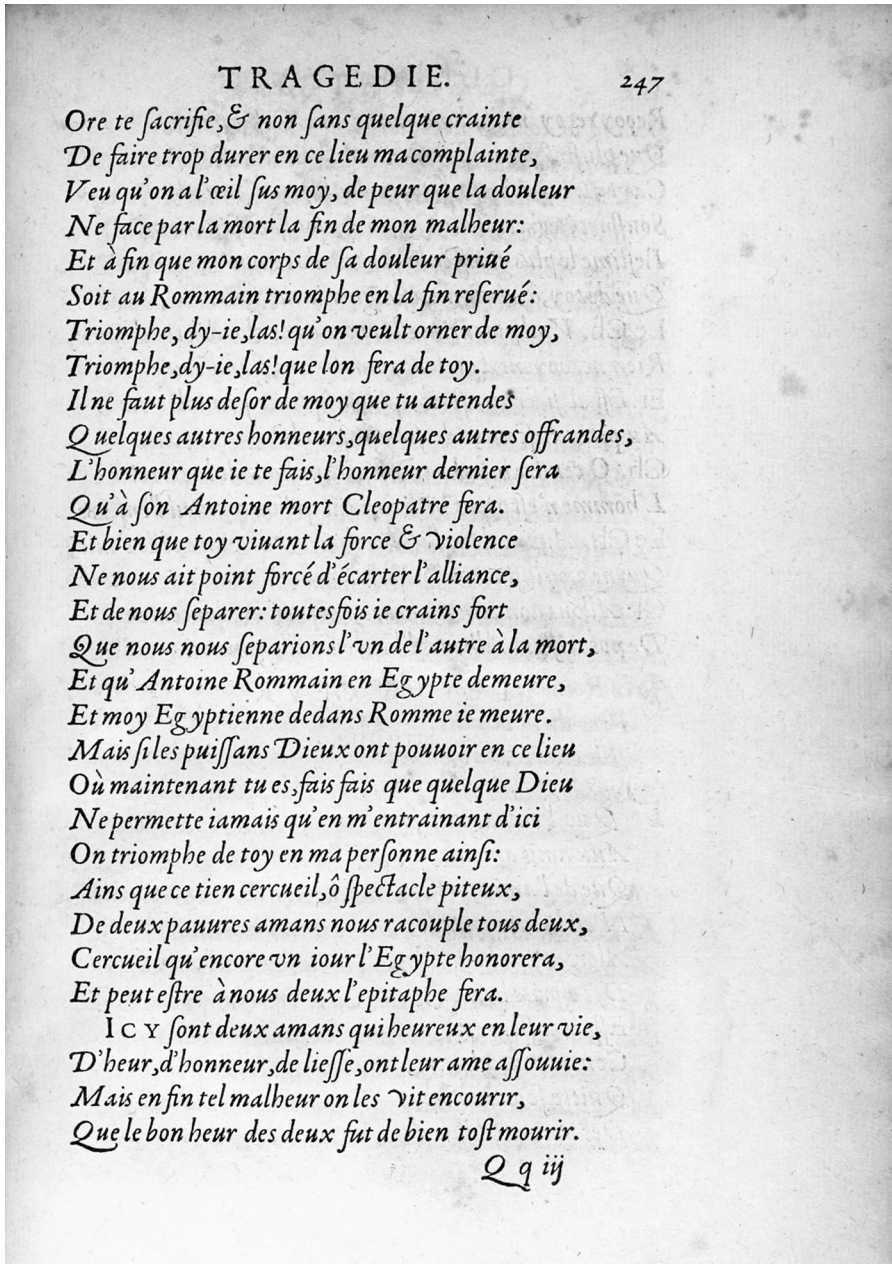 TRAGEDIE. 247
Ore te ſacrifie, & non ſans quelque crainte
De faire trop durer en ce lieu ma complainte,
Veu qu'on a l'œil ſus moy, de peur que la douleur
Ne face par la mort la fin de mon malheur:
Et à fin que mon corps de ſa douleur priué
Soit au Rommain triomphe en la fin reſerué:
Triomphe, dy-ie, las! qu'on veult orner de moy,
Triomphe, dy-ie, las! que lon fera de toy.
Il ne faut plus deſor de moy que tu attendes
Quelques autres honneurs, quelques autres offrandes,
L'honneur que ie te fais, l'honneur dernier ſera
Qu'à ſon Antoine mort Cleopatre fera.
Et bien que toy viuant la force & violence
Ne nous ait point forcé d'écarter l'alliance,
Et de nous ſeparer: toutesfois ie crains fort
Que nous nous ſeparions l'vn de l'autre à la mort,
Et qu'Antoine Rommain en Egypte demeure,
Et moy Egyptienne dedans Romme ie meure.
Mais ſi les puiſſans Dieux ont pouuoir en ce lieu
Où maintenant tu es, fais fais que quelque Dieu
Ne permette iamais qu'en m'entrainant d'ici
On triomphe de toy en ma perſonne ainſi:
Ains que ce tien cercueil, ô ſpectacle piteux,
De deux pauures amans nous racouple tous deux,
Cercueil qu'encore vn iour l'Egypte honorera,
Et peut eſtre à nous deux l'epitaphe ſera.
ICY ſont deux amans qui heureux en leur vie,
D'heur, d'honneur, de lieſſe, ont leur ame aſſouuie:
Mais en fin tel malheur on les vit encourir,
Que le bon heur des deux fut de bien toſt mourir.
Qq iij